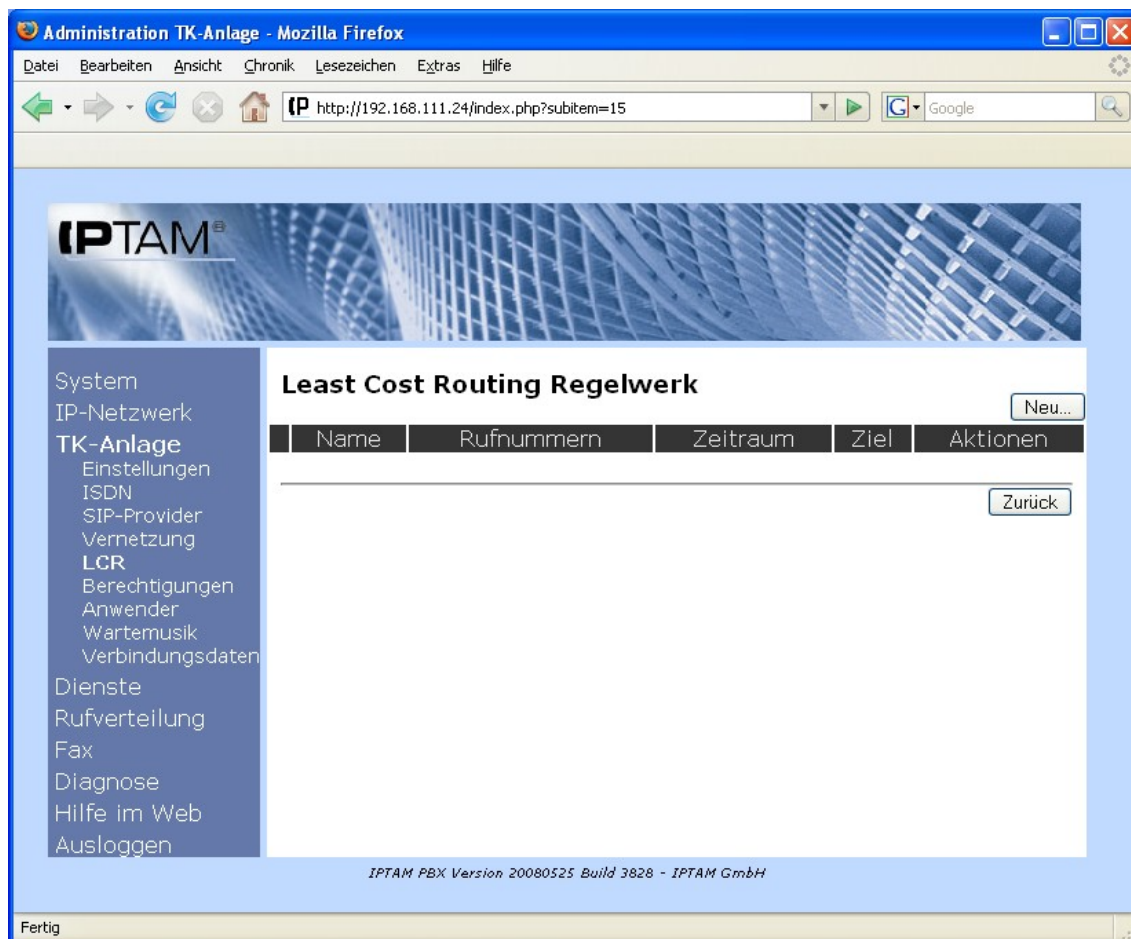 Administration TK-Anlage - Mozilla Firefox
Datei Bearbeiten Ansicht Chronik Lesezeichen Extras Hilfe
http://192.168.111.24/index.php?subitem=15
G Google
IPTAM®
System
IP-Netzwerk
TK-Anlage
Einstellungen
ISDN
SIP-Provider
Vernetzung
LCR
Berechtigungen
Anwender
Wartemusik
Verbindungsdaten
Dienste
Rufverteilung
Fax
Diagnose
Hilfe im Web
Ausloggen
Least Cost Routing Regelwerk
Neu...
Name Rufnummern Zeitraum Ziel Aktionen
Zurück
IPTAM PBX Version 20080525 Build 3828 - IPTAM GmbH
Fertig